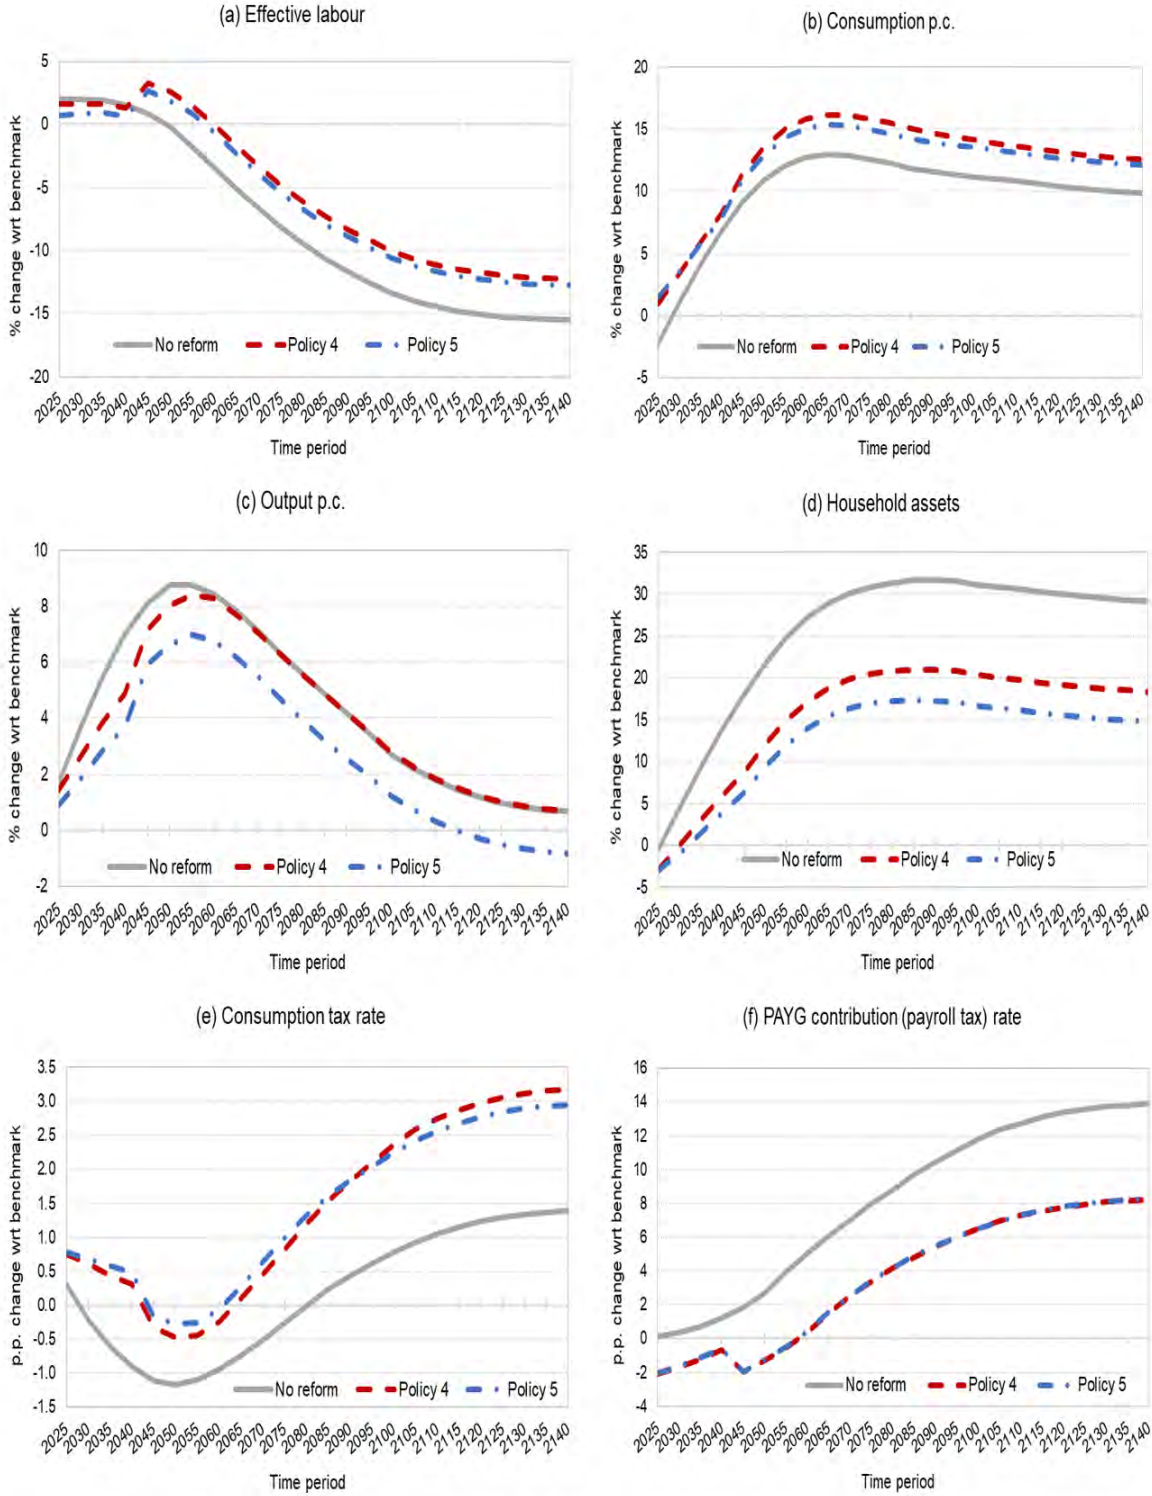 (a) Effective labour
% change wrt benchmark
5
0
-5
-10
-15
-20
No reform Policy 4 Policy 5
2025 2030 2035 2040 2045 2050 2055 2060 2065 2070 2075 2080 2085 2090 2095 2100 2105 2110 2115 2120 2125 2130 2135 2140
Time period
(b) Consumption p.c.
% change wrt benchmark
20
15
10
5
0
-5
No reform Policy 4 Policy 5
2025 2030 2035 2040 2045 2050 2055 2060 2065 2070 2075 2080 2085 2090 2095 2100 2105 2110 2115 2120 2125 2130 2135 2140
Time period
(c) Output p.c.
% change wrt benchmark
10
8
6
4
2
0
-2
No reform Policy 4 Policy 5
2025 2030 2035 2040 2045 2050 2055 2060 2065 2070 2075 2080 2085 2090 2095 2100 2105 2110 2115 2120 2125 2130 2135 2140
Time period
(d) Household assets
% change wrt benchmark
35
30
25
20
15
10
5
0
-5
No reform Policy 4 Policy 5
2025 2030 2035 2040 2045 2050 2055 2060 2065 2070 2075 2080 2085 2090 2095 2100 2105 2110 2115 2120 2125 2130 2135 2140
Time period
(e) Consumption tax rate
p.p. change wrt benchmark
3.5
3.0
2.5
2.0
1.5
1.0
0.5
0.0
-0.5
-1.0
-1.5
No reform Policy 4 Policy 5
2025 2030 2035 2040 2045 2050 2055 2060 2065 2070 2075 2080 2085 2090 2095 2100 2105 2110 2115 2120 2125 2130 2135 2140
Time period
(f) PAYG contribution (payroll tax) rate
p.p. change wrt benchmark
16
14
12
10
8
6
4
2
0
-2
-4
No reform Policy 4 Policy 5
2025 2030 2035 2040 2045 2050 2055 2060 2065 2070 2075 2080 2085 2090 2095 2100 2105 2110 2115 2120 2125 2130 2135 2140
Time period